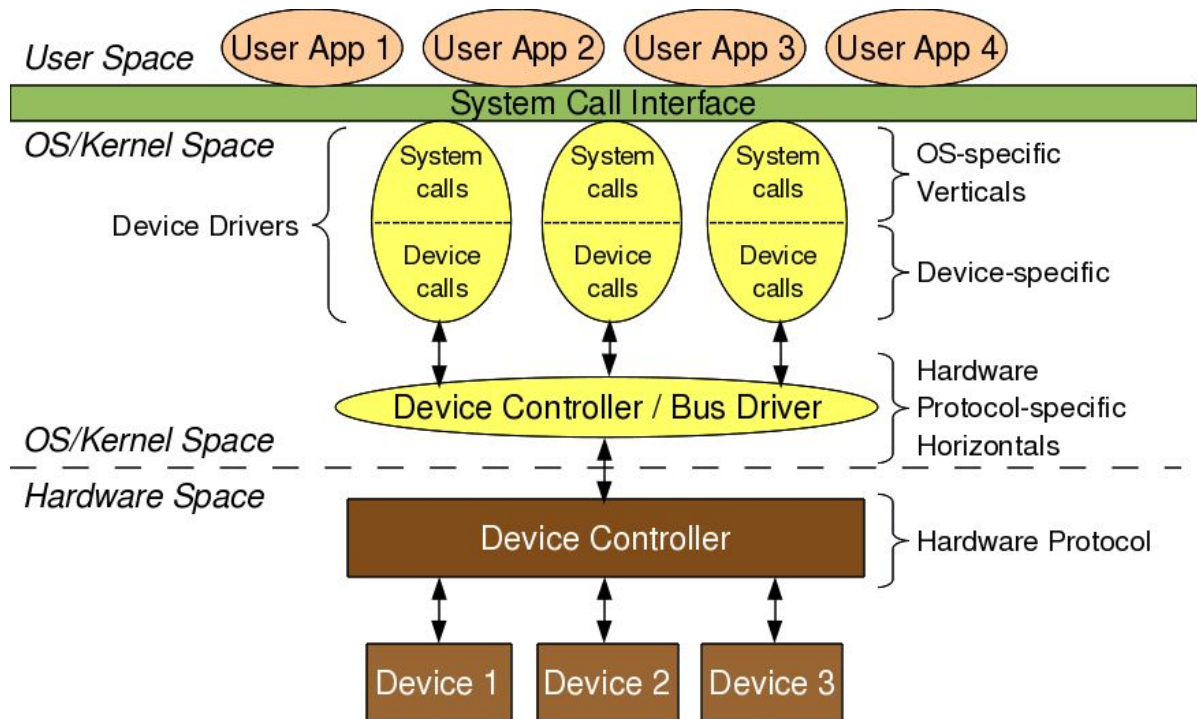 User Space
User App 1
User App 2
User App 3
User App 4
System Call Interface
OS/Kernel Space
Device Drivers
System
calls
Device
calls
System
calls
Device
calls
System
calls
Device
calls
OS-specific
Verticals
Device-specific
Device Controller / Bus Driver
Hardware
Protocol-specific
Horizontals
OS/Kernel Space
Hardware Space
Device Controller
Hardware Protocol
Device 1
Device 2
Device 3